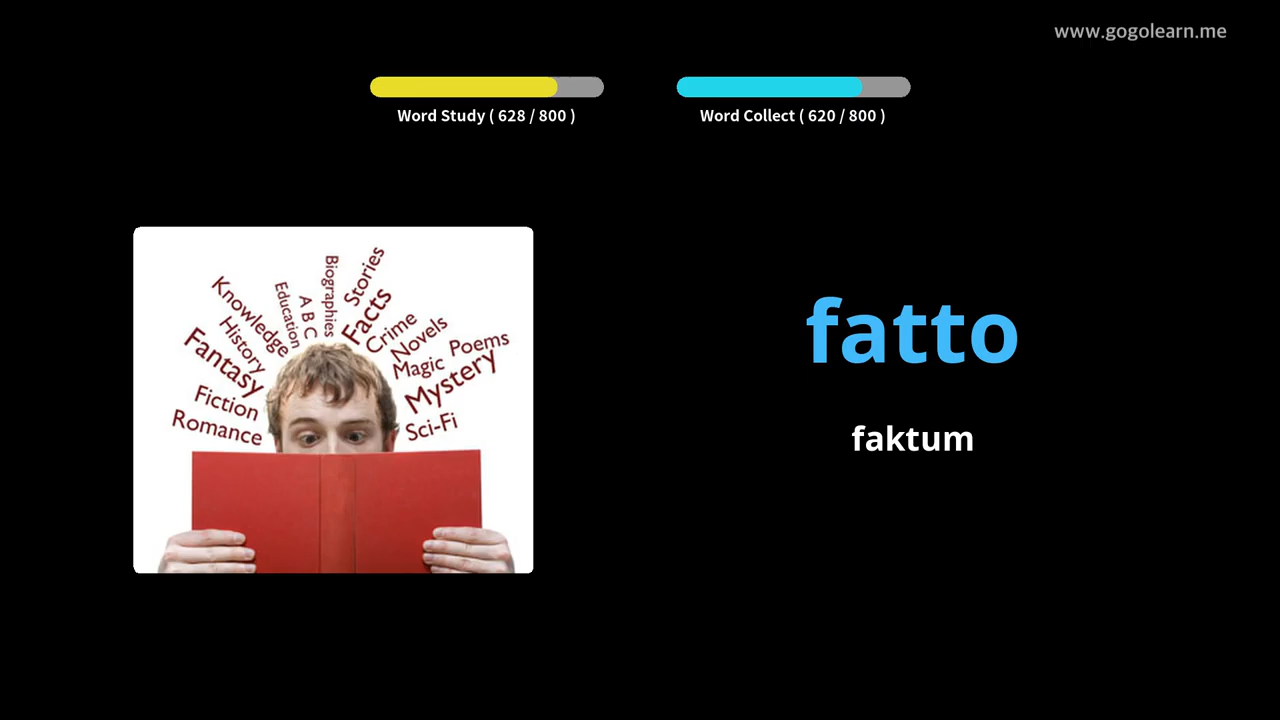 www.gogolearn.me
Word Study ( 628 / 800 )
Word Collect ( 620 / 800 )
Romance
Fiction
Fantasy
History
Knowledge
Education
A B C
Biographies
Stories
Facts
Crime
Novels
Magic
Poems
Mystery
Sci-Fi
fatto
faktum